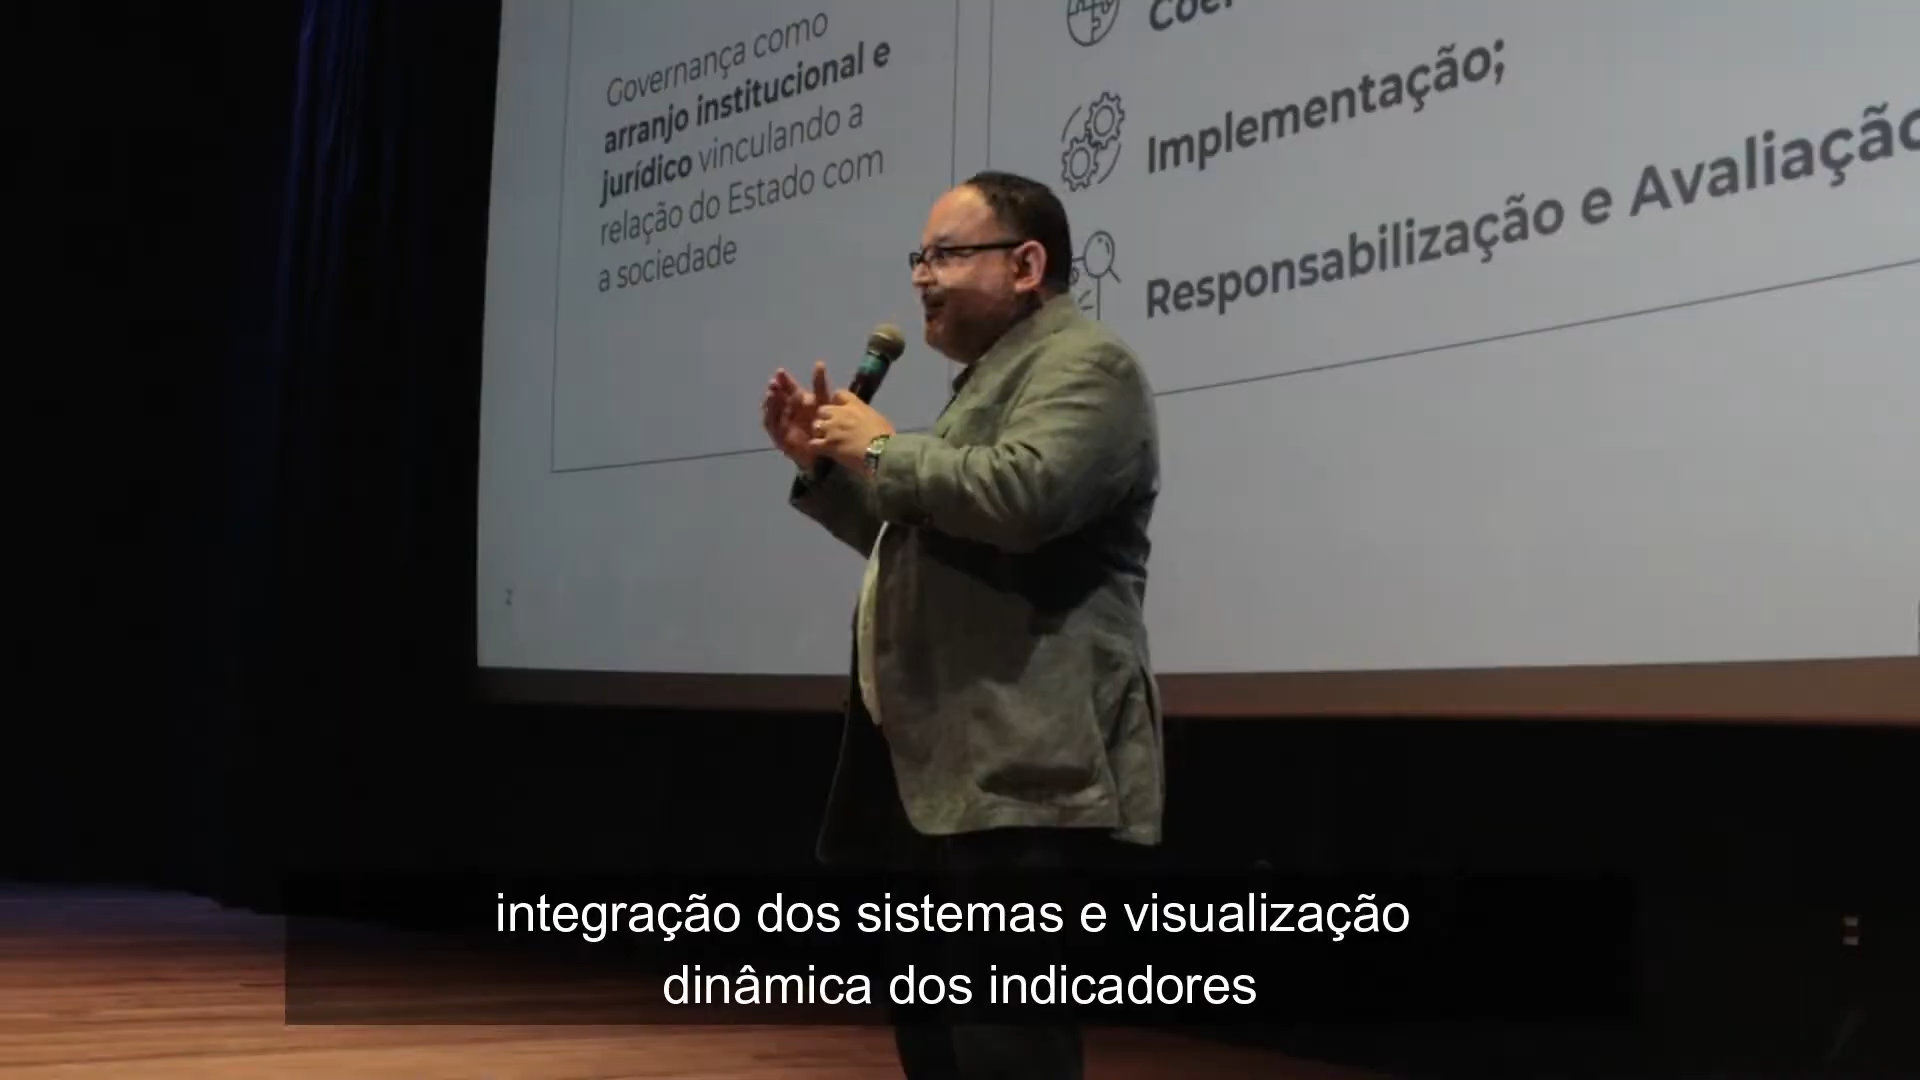 Governança como
arranjo institucional e
jurídico vinculando a
relação do Estado com
a sociedade
Implementação;
Responsabilização e Avaliação
2
integração dos sistemas e visualização
dinâmica dos indicadores